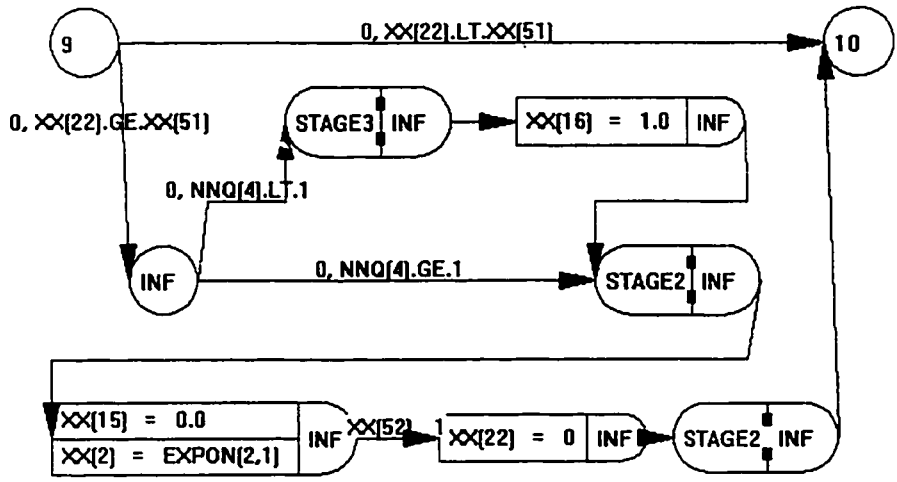 0, XX[22].LT.XX[51]
9
10
0, XX[22].GE.XX[51]
STAGE3 INF
XX[16] = 1.0 INF
0, NNQ[4].LT.1
INF
0, NNQ[4].GE.1
STAGE2 INF
XX[15] = 0.0
XX[2] = EXPON(2,1)
INF
XX[52] 1
XX[22] = 0 INF
STAGE2 INF